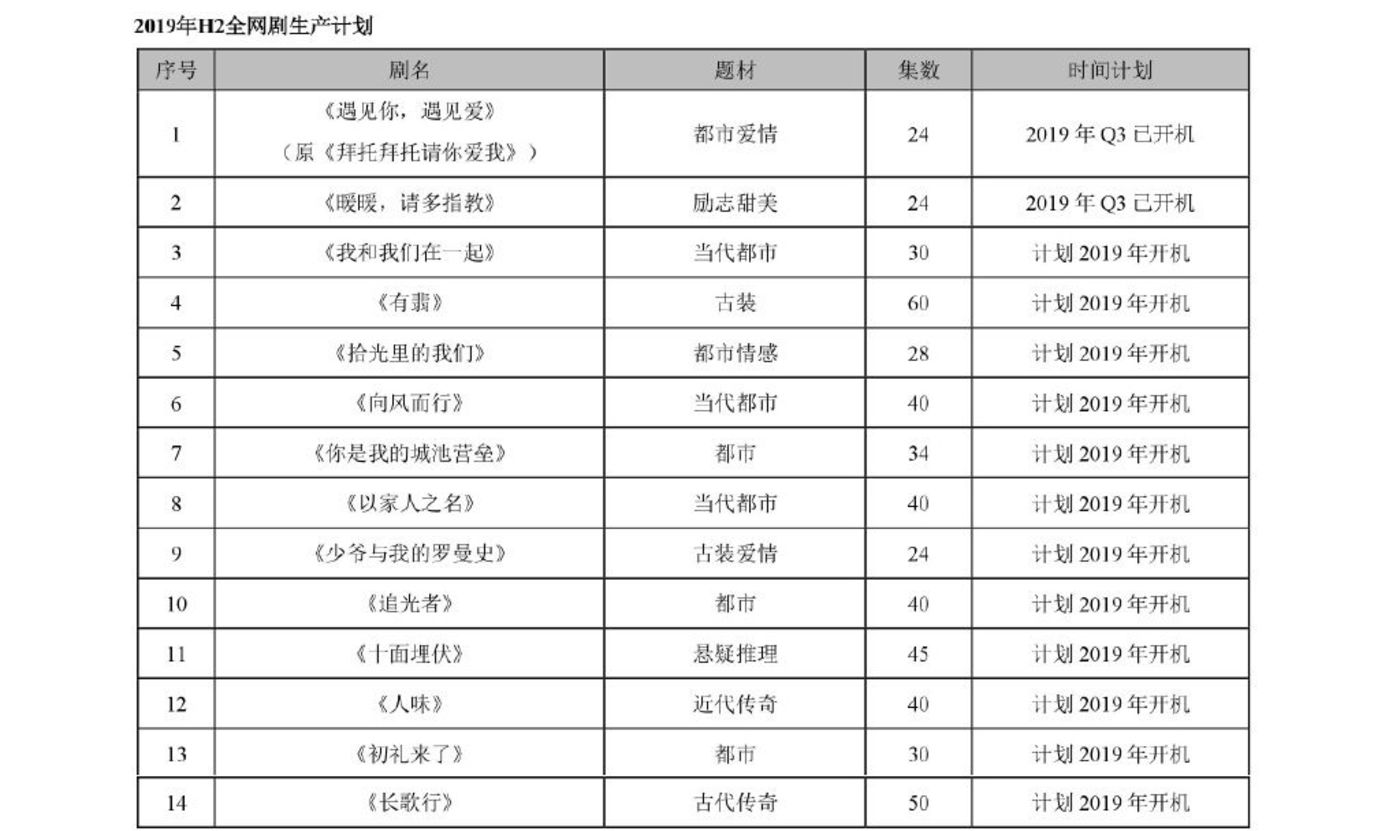 2019年H2全网剧生产计划
序号 剧名 题材 集数 时间计划
1 《遇见你，遇见爱》 （原《拜托拜托请你爱我》） 都市爱情 24 2019 年 Q3 已开机
2 《暖暖，请多指教》 励志甜美 24 2019 年 Q3 已开机
3 《我和我们在一起》 当代都市 30 计划 2019 年开机
4 《有翡》 古装 60 计划 2019 年开机
5 《拾光里的我们》 都市情感 28 计划 2019 年开机
6 《向风而行》 当代都市 40 计划 2019 年开机
7 《你是我的城池营垒》 都市 34 计划 2019 年开机
8 《以家人之名》 当代都市 40 计划 2019 年开机
9 《少爷与我的罗曼史》 古装爱情 24 计划 2019 年开机
10 《追光者》 都市 40 计划 2019 年开机
11 《十面埋伏》 悬疑推理 45 计划 2019 年开机
12 《人味》 近代传奇 40 计划 2019 年开机
13 《初礼来了》 都市 30 计划 2019 年开机
14 《长歌行》 古代传奇 50 计划 2019 年开机